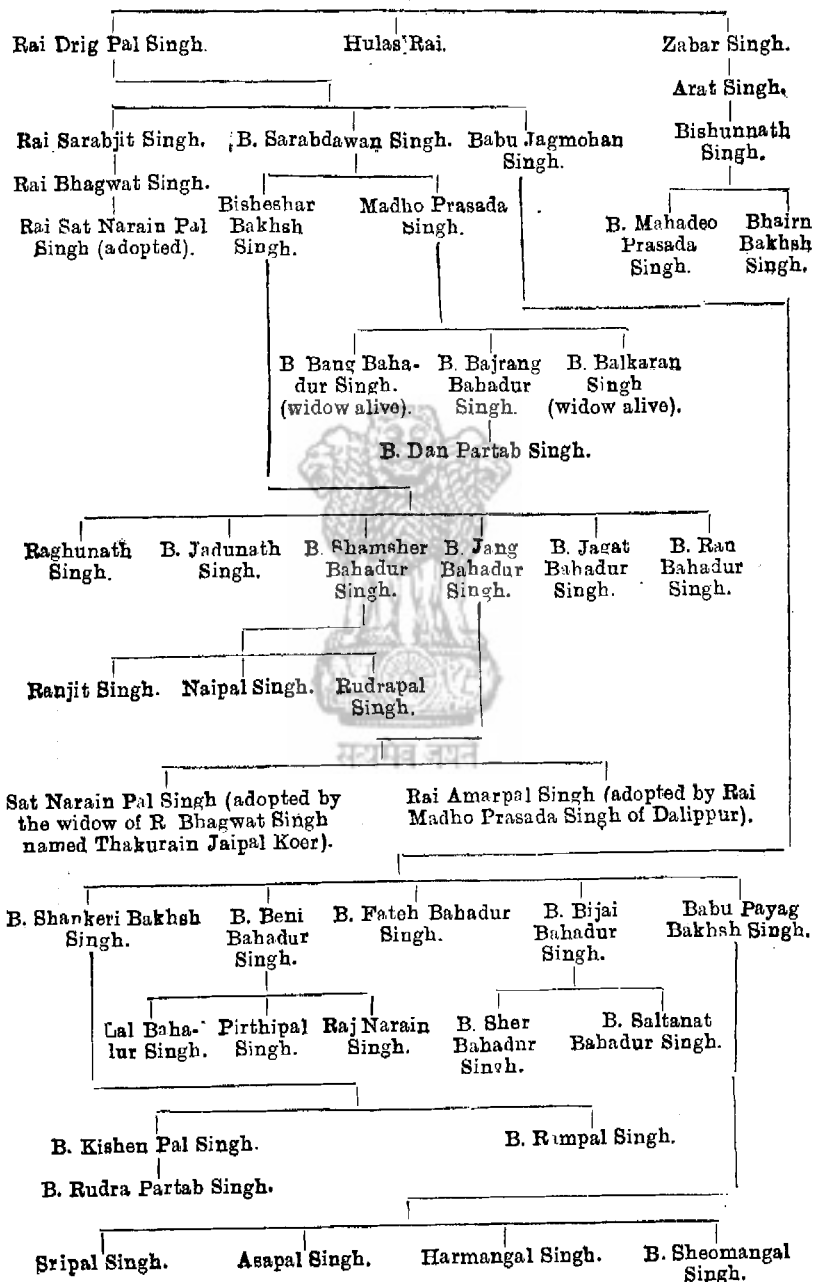 Rai Drig Pal Singh. Hulas Rai. Zabar Singh.
Arat Singh.
Rai Sarabjit Singh. B. Sarabdawan Singh. Babu Jagmohan Singh.
Bishunnath Singh.
Rai Bhagwat Singh.
Rai Sat Narain Pal Singh (adopted).
Bisheshar Bakhsh Singh.
Madho Prasada Singh.
B. Mahadeo Prasada Singh.
Bhairn Bakhsh Singh.
B Bang Baha-
dur Singh.
(widow alive).
B. Bajrang
Bahadur
Singh.
B. Balkaran
Singh
(widow alive).
B. Dan Partab Singh.
Raghunath
Singh.
B. Jadunath
Singh.
B. Shamsher
Bahadur
Singh.
B. Jang
Bahadur
Singh.
B. Jagat
Bahadur
Singh.
B. Ran
Bahadur
Singh.
Ranjit Singh. Naipal Singh. Rudrapal
Singh.
सत्यमेव जयते
Sat Narain Pal Singh (adopted by
the widow of R Bhagwat Singh
named Thakurain Jaipal Koer).
Rai Amarpal Singh (adopted by Rai
Madho Prasada Singh of Dalippur).
B. Shankeri Bakhsh
Singh.
B. Beni
Bahadur
Singh.
B. Fateh Bahadur
Singh.
B. Bijai
Bahadur
Singh.
Babu Payag
Bakhsh Singh.
Lal Baha-
lur Singh.
Pirthipal
Singh.
Raj Narain
Singh.
B. Sher
Bahadur
Singh.
B. Saltanat
Bahadur Singh.
B. Kishen Pal Singh. B. Rampal Singh.
B. Rudra Partab Singh.
Sripal Singh. Asapal Singh. Harmangal Singh. B. Sheomangal
Singh.